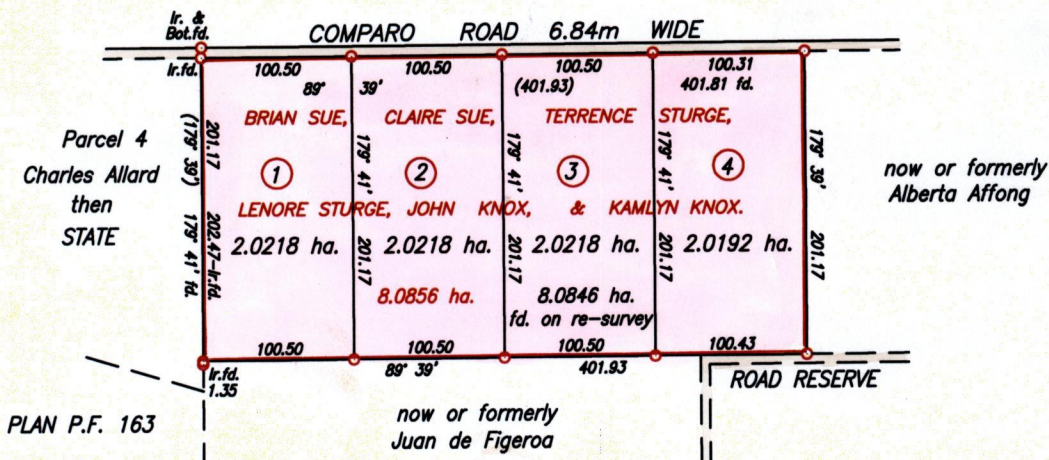 Ir. &
Bot.fd.
COMPARO ROAD 6.84m WIDE
Ir.fd.
100.50 100.50 100.50 100.31
89° 39' (401.93) 401.81 fd.
BRIAN SUE, CLAIRE SUE, TERRENCE STURGE,
1 2 3 4
LENORE STURGE, JOHN KNOX, & KAMLYN KNOX.
2.0218 ha. 2.0218 ha. 2.0218 ha. 2.0192 ha.
8.0856 ha. 8.0846 ha.
fd. on re-survey
201.17
(179° 39')
202.47-Ir.fd.
179° 41' fd.
179° 41'
201.17
179° 41'
201.17
179° 41'
201.17
179° 39'
201.17
Parcel 4
Charles Allard
then
STATE
now or formerly
Alberta Affong
100.50 100.50 100.50 100.43
89° 39' 401.93
Ir.fd.
1.35
ROAD RESERVE
PLAN P.F. 163
now or formerly
Juan de Figeroa